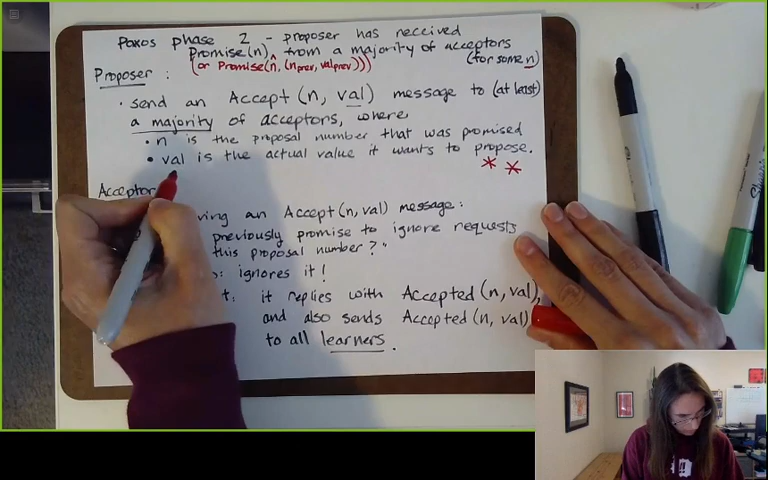 Paxos phase 2 - proposer has received
Promise(n) from a majority of acceptors
(or Promise(n, (nprev, valprev))) (for some n)
Proposer :
• send an Accept (n, val) message to (at least)
a majority of acceptors, where
• n is the proposal number that was promised
• val is the actual value it wants to propose.
**
Acceptor
an Accept(n,val) message:
previously promise to ignore requests
this proposal number?"
: ignores it!
: it replies with Accepted (n, val),
and also sends Accepted (n, val)
to all learners.